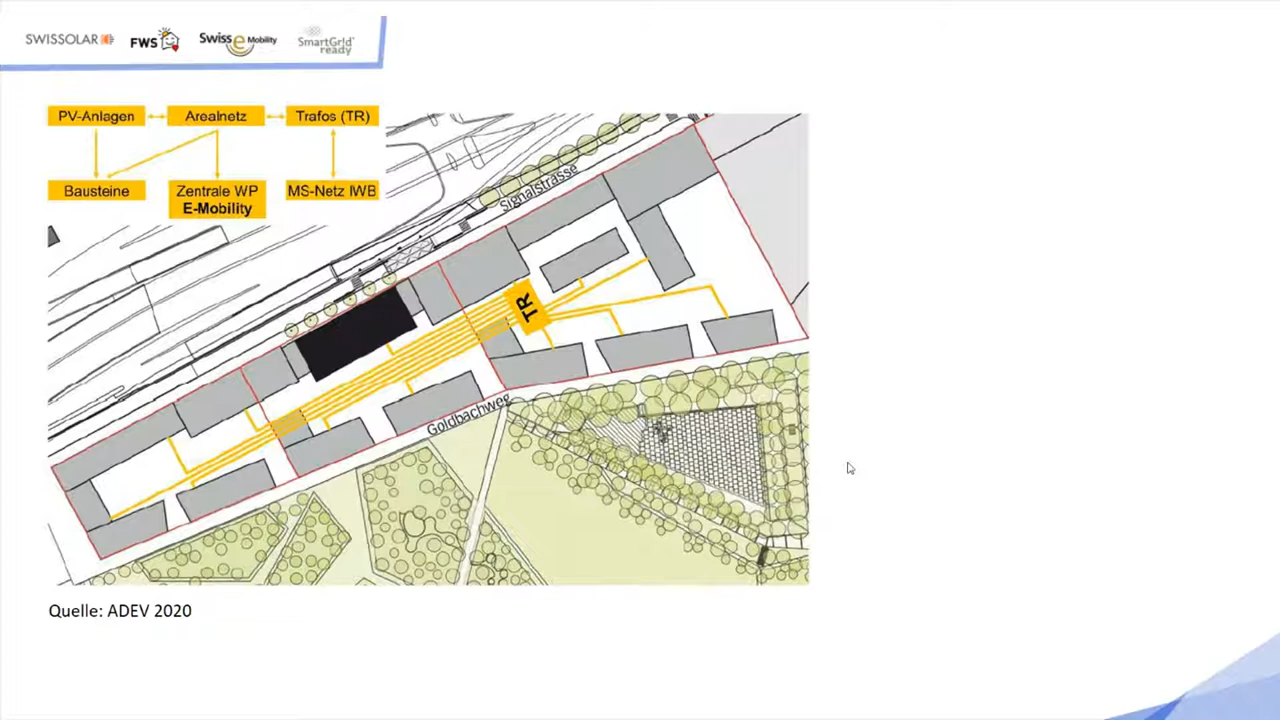 SWISSOLAR
FWS
Swiss e Mobility
SmartGrid
ready
PV-Anlagen
Arealnetz
Trafos (TR)
Bausteine
Zentrale WP
E-Mobility
MS-Netz IWB
Signalstrasse
TR
Goldbachweg
Quelle: ADEV 2020